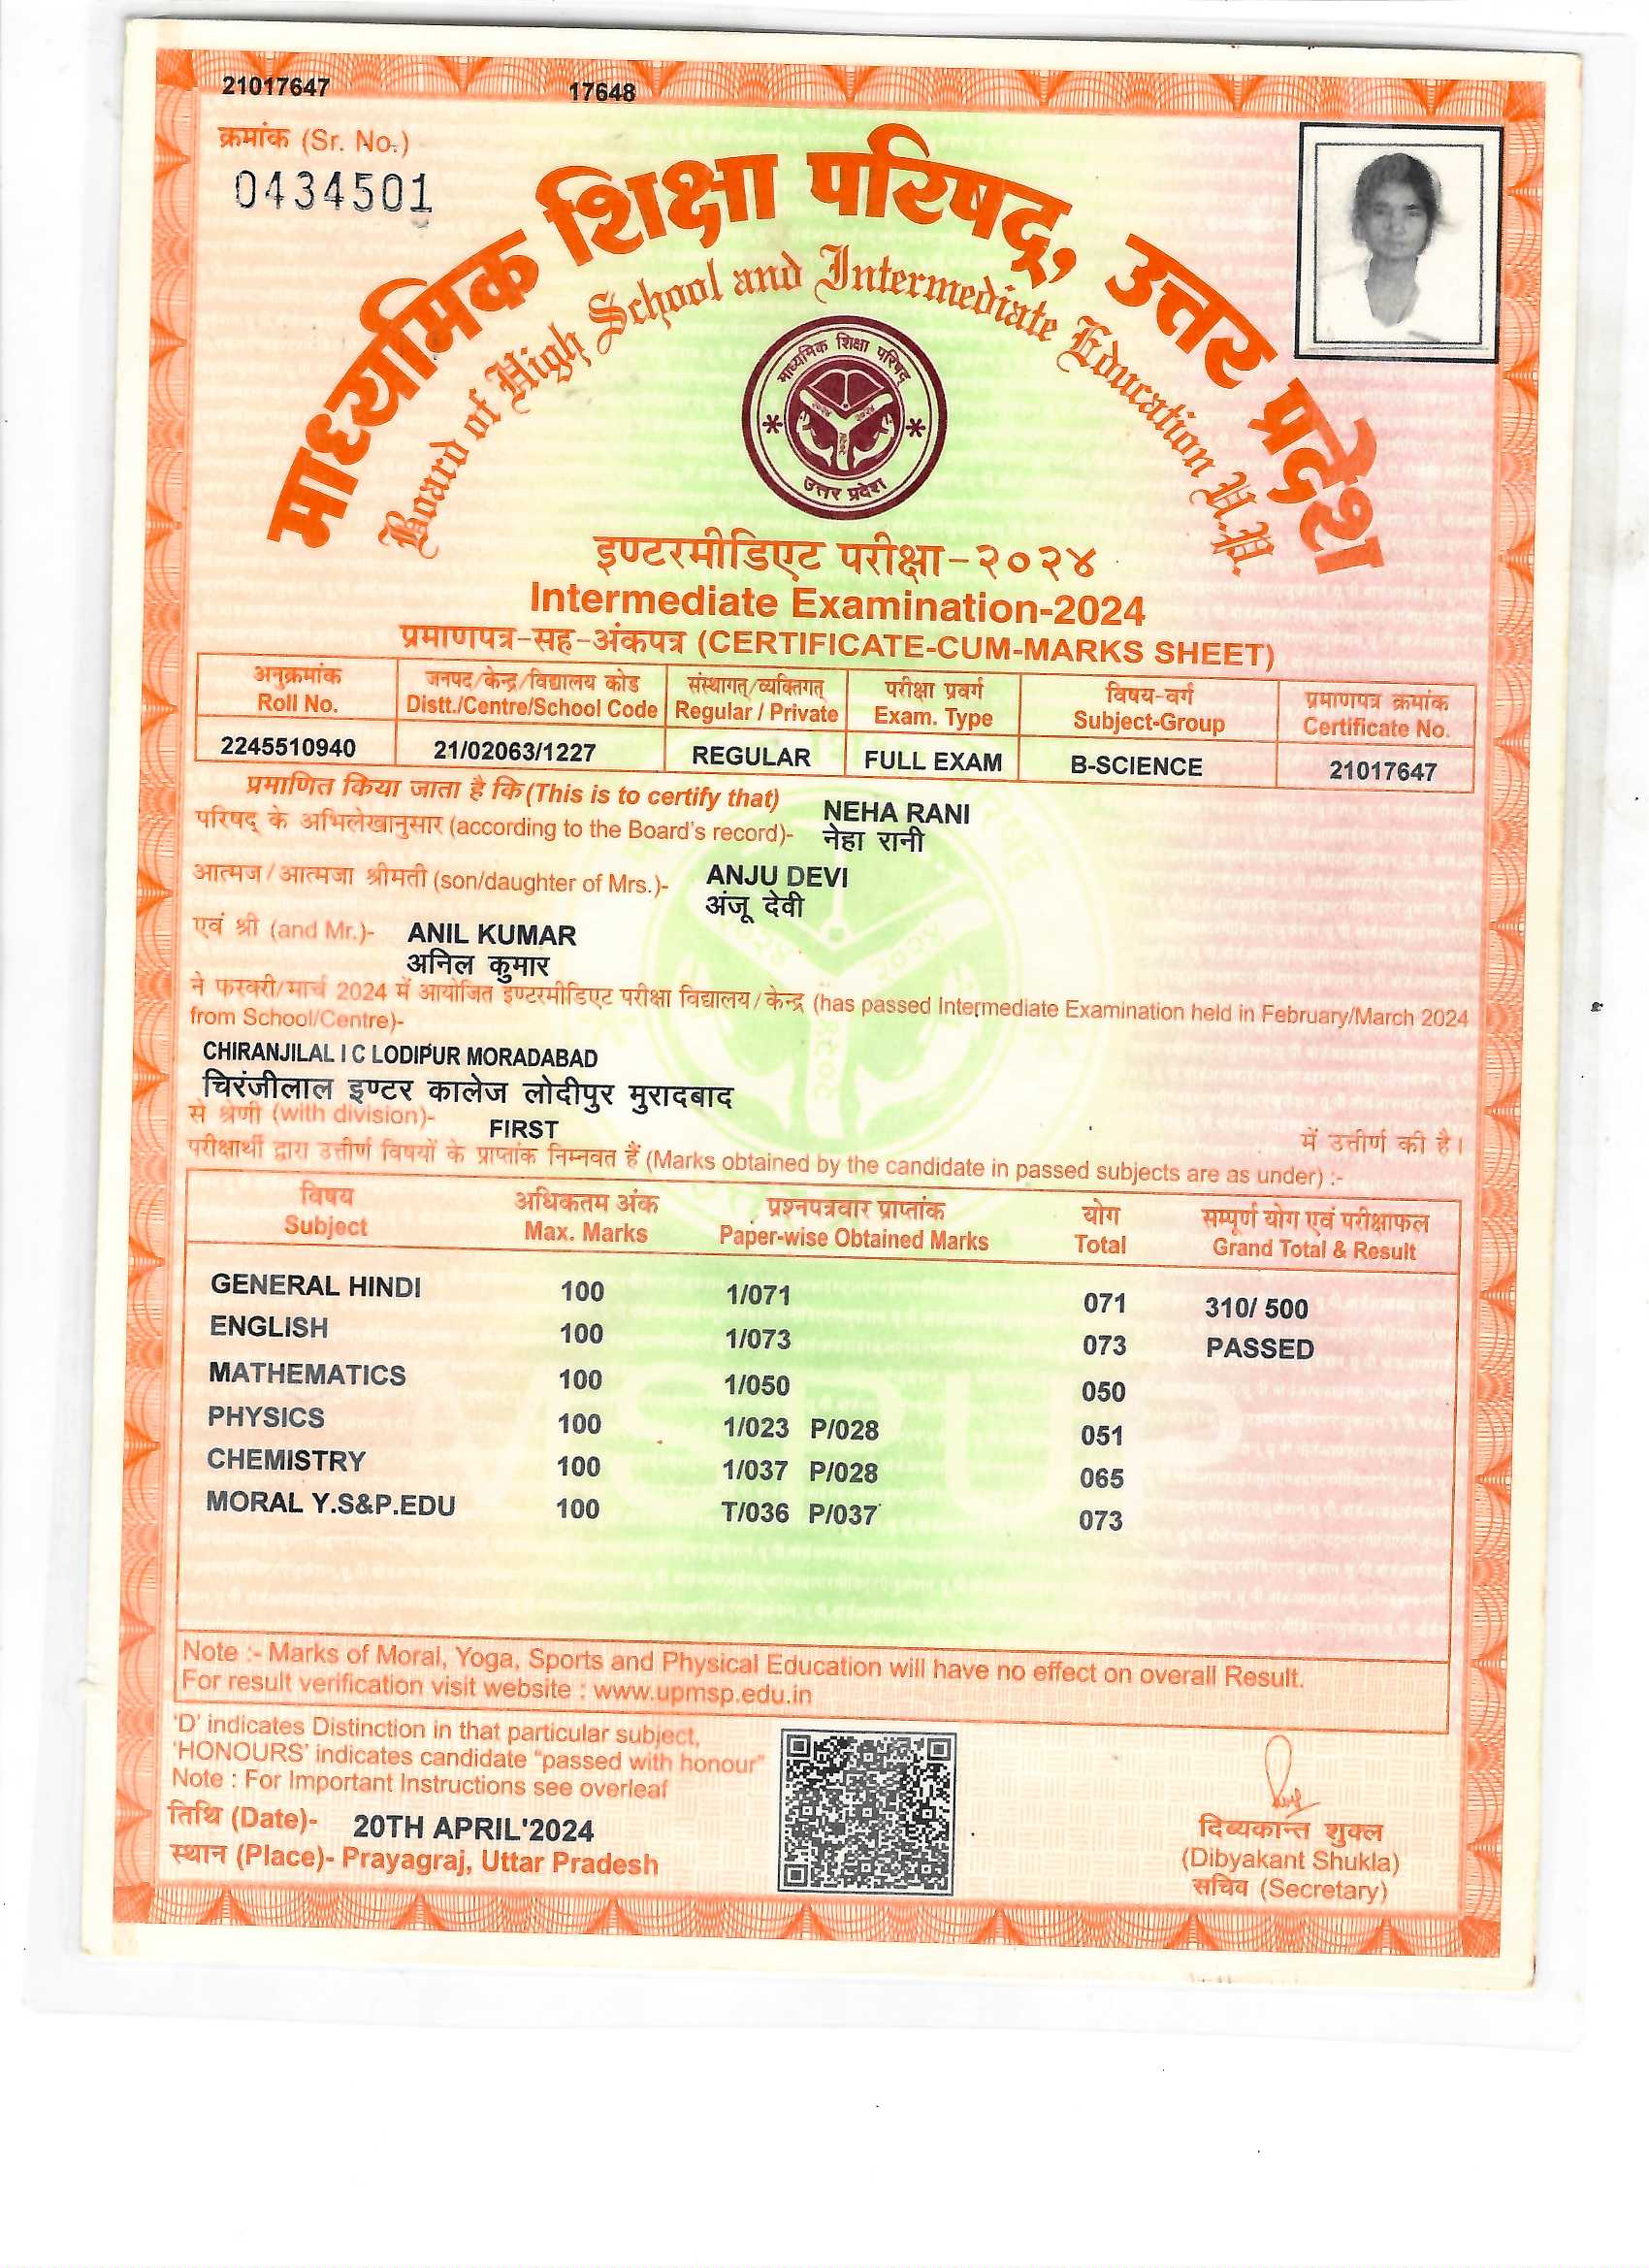 21017647 17648
क्रमांक (Sr. No.)
0434501
माध्यमिक शिक्षा परिषद्, उत्तर प्रदेश
Board of High School and Intermediate Education U.P.
माध्यमिक शिक्षा परिषद्
उत्तर प्रदेश
इण्टरमीडिएट परीक्षा-२०२४
Intermediate Examination-2024
प्रमाणपत्र-सह-अंकपत्र (CERTIFICATE-CUM-MARKS SHEET)
अनुक्रमांक जनपद/केन्द्र/विद्यालय कोड संस्थागत्/व्यक्तिगत् परीक्षा प्रवर्ग विषय-वर्ग प्रमाणपत्र क्रमांक
Roll No. Distt./Centre/School Code Regular / Private Exam. Type Subject-Group Certificate No.
2245510940 21/02063/1227 REGULAR FULL EXAM B-SCIENCE 21017647
प्रमाणित किया जाता है कि (This is to certify that) NEHA RANI
परिषद् के अभिलेखानुसार (according to the Board's record)- नेहा रानी
आत्मज/आत्मजा श्रीमती (son/daughter of Mrs.)- ANJU DEVI
अंजू देवी
एवं श्री (and Mr.)- ANIL KUMAR
अनिल कुमार
ने फरवरी/मार्च 2024 में आयोजित इण्टरमीडिएट परीक्षा विद्यालय/केन्द्र (has passed Intermediate Examination held in February/March 2024
from School/Centre)-
CHIRANJILAL I C LODIPUR MORADABAD
चिरंजीलाल इण्टर कालेज लोदीपुर मुरादबाद
से श्रेणी (with division)- FIRST में उत्तीर्ण की है।
परीक्षार्थी द्वारा उत्तीर्ण विषयों के प्राप्तांक निम्नवत हैं (Marks obtained by the candidate in passed subjects are as under) :-
विषय अधिकतम अंक प्रश्नपत्रवार प्राप्तांक योग सम्पूर्ण योग एवं परीक्षाफल
Subject Max. Marks Paper-wise Obtained Marks Total Grand Total & Result
GENERAL HINDI 100 1/071 071 310/ 500
ENGLISH 100 1/073 073 PASSED
MATHEMATICS 100 1/050 050
PHYSICS 100 1/023 P/028 051
CHEMISTRY 100 1/037 P/028 065
MORAL Y.S&P.EDU 100 T/036 P/037 073
Note :- Marks of Moral, Yoga, Sports and Physical Education will have no effect on overall Result.
For result verification visit website : www.upmsp.edu.in
'D' indicates Distinction in that particular subject,
'HONOURS' indicates candidate "passed with honour"
Note : For Important Instructions see overleaf
तिथि (Date)- 20TH APRIL'2024
स्थान (Place)- Prayagraj, Uttar Pradesh
दिव्यकान्त शुक्ल
(Dibyakant Shukla)
सचिव (Secretary)